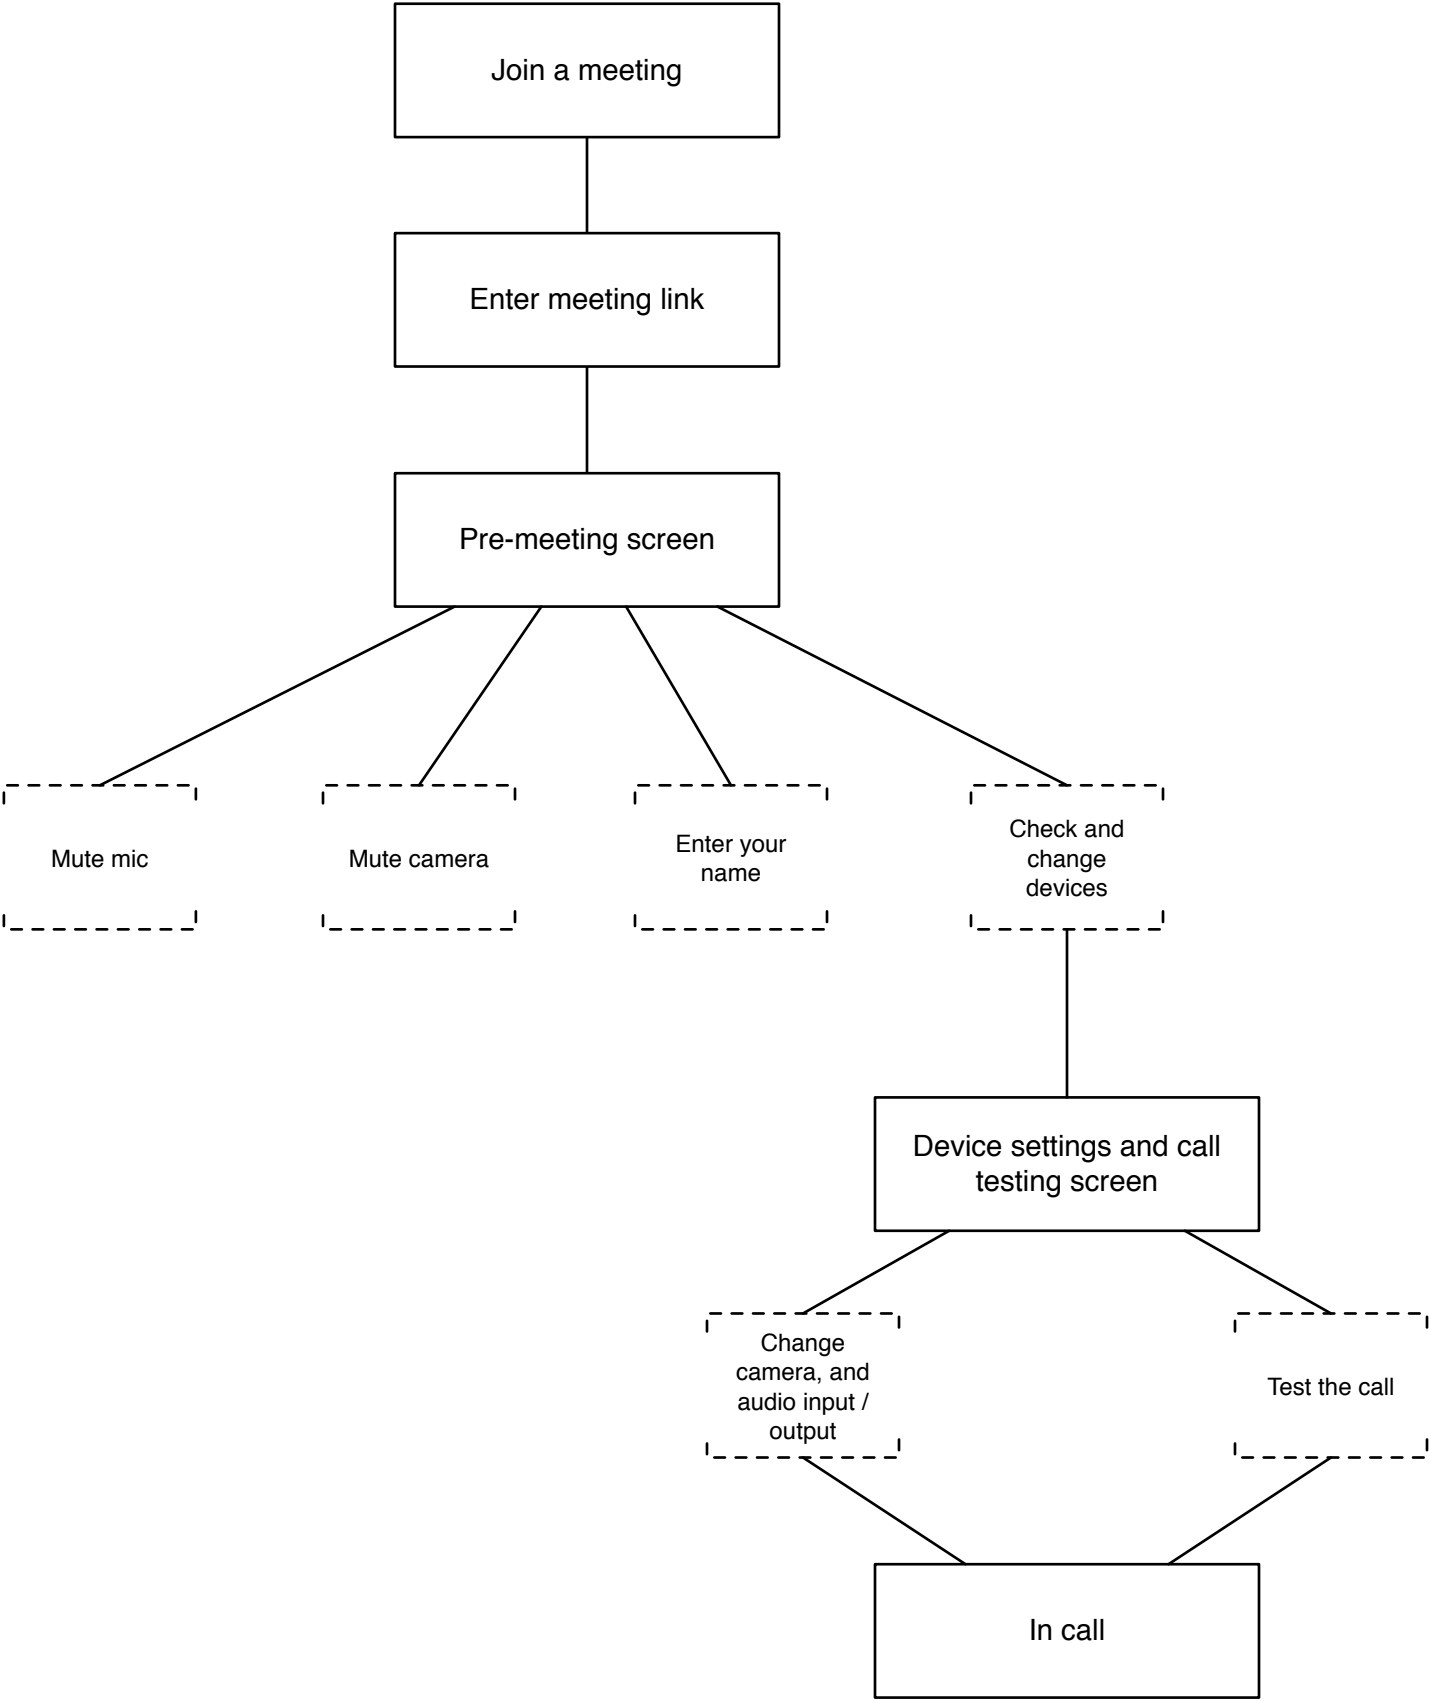 Join a meeting
Enter meeting link
Pre-meeting screen
Mute mic
Mute camera
Enter your
name
Check and
change
devices
Device settings and call
testing screen
Change
camera, and
audio input /
output
Test the call
In call